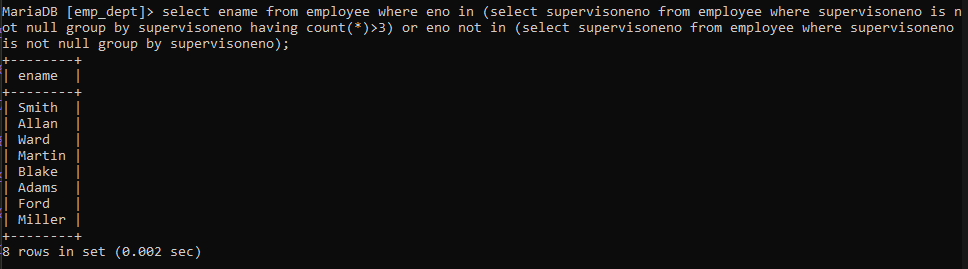 MariaDB [emp_dept]> select ename from employee where eno in (select supervisoneno from employee where supervisoneno is n
ot null group by supervisoneno having count(*)>3) or eno not in (select supervisoneno from employee where supervisoneno
is not null group by supervisoneno);
+--------+
| ename  |
+--------+
| Smith  |
| Allan  |
| Ward   |
| Martin |
| Blake  |
| Adams  |
| Ford   |
| Miller |
+--------+
8 rows in set (0.002 sec)